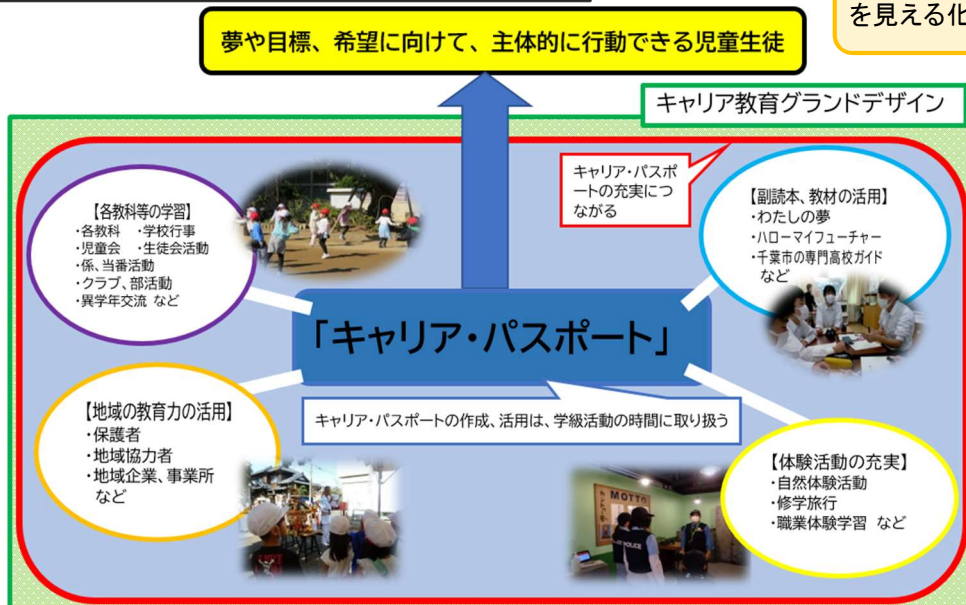 を見える化
夢や目標、希望に向けて、主体的に行動できる児童生徒
キャリア教育グランドデザイン
【各教科等の学習】
・各教科　・学校行事
・児童会　・生徒会活動
・係、当番活動
・クラブ、部活動
・異学年交流 など
キャリア・パスポ
ートの充実につ
ながる
【副読本、教材の活用】
・わたしの夢
・ハローマイフューチャー
・千葉市の専門高校ガイド
など
「キャリア・パスポート」
キャリア・パスポートの作成、活用は、学級活動の時間に取り扱う
【地域の教育力の活用】
・保護者
・地域協力者
・地域企業、事業所
など
MOTTO
POLICE
【体験活動の充実】
・自然体験活動
・修学旅行
・職業体験学習 など